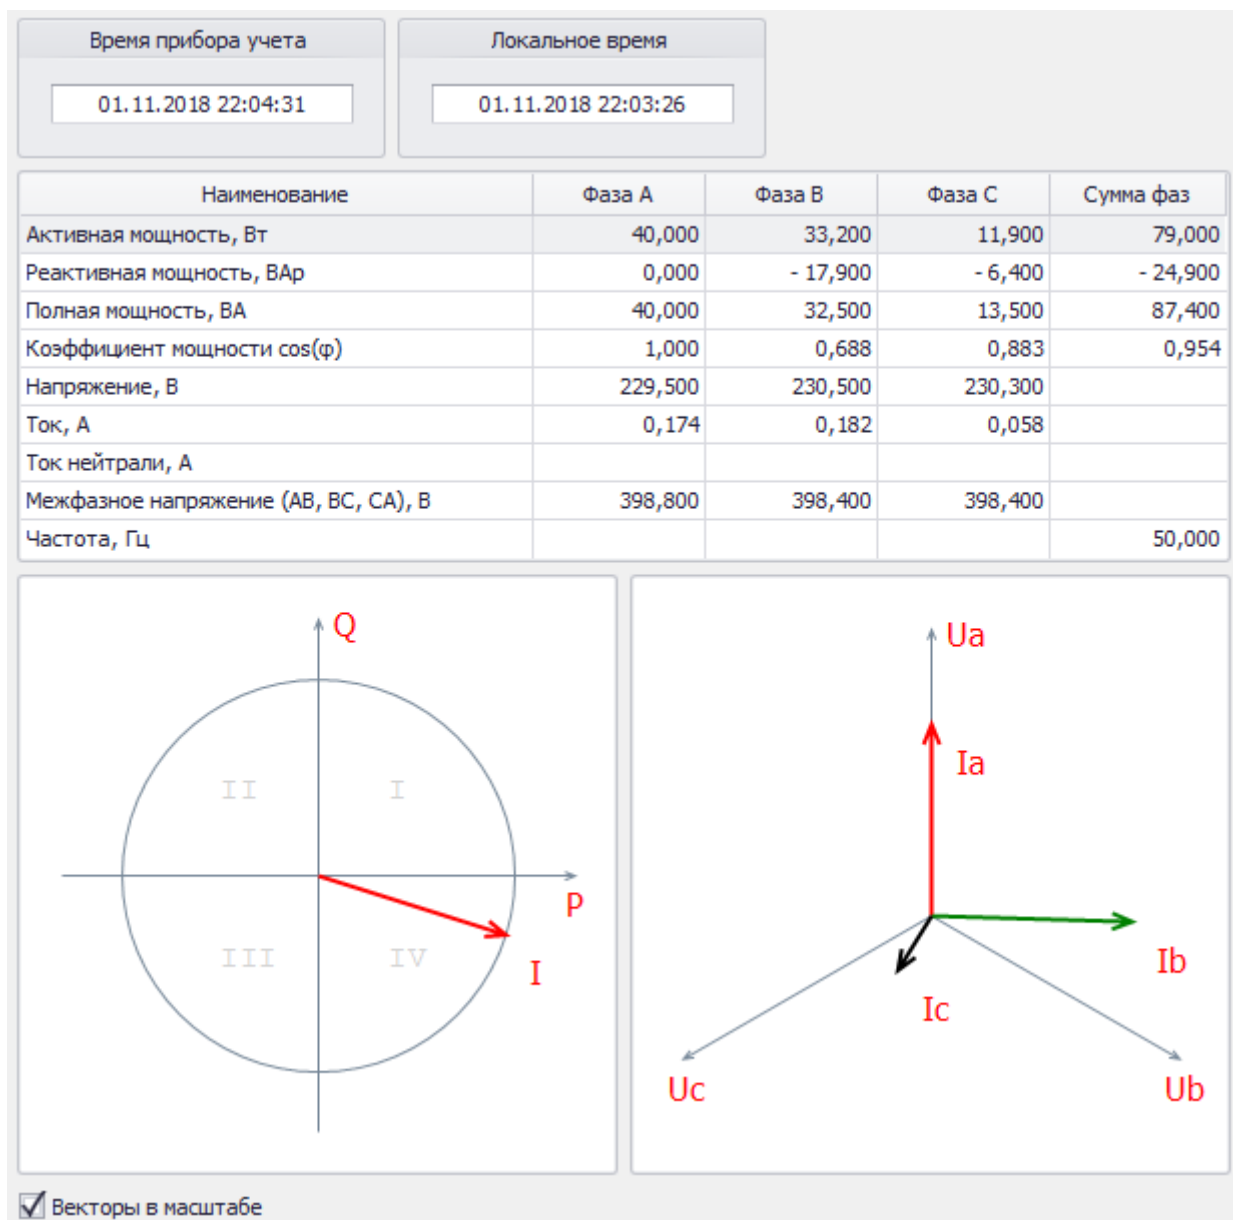 Время прибора учета
Локальное время
01.11.2018 22:04:31
01.11.2018 22:03:26
Наименование Фаза А Фаза В Фаза С Сумма фаз
Активная мощность, Вт 40,000 33,200 11,900 79,000
Реактивная мощность, ВАр 0,000 - 17,900 - 6,400 - 24,900
Полная мощность, ВА 40,000 32,500 13,500 87,400
Коэффициент мощности cos(φ) 1,000 0,688 0,883 0,954
Напряжение, В 229,500 230,500 230,300
Ток, А 0,174 0,182 0,058
Ток нейтрали, А
Межфазное напряжение (АВ, ВС, СА), В 398,800 398,400 398,400
Частота, Гц 50,000
Q
II I
P
III IV
I
Ua
Ia
Ib
Ic
Uc Ub
Векторы в масштабе